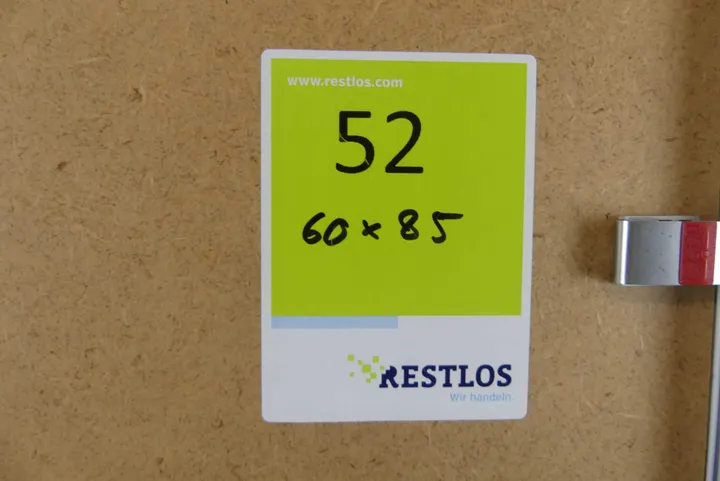 www.restlos.com
52
60 x 85
RESTLOS
Wir handeln.